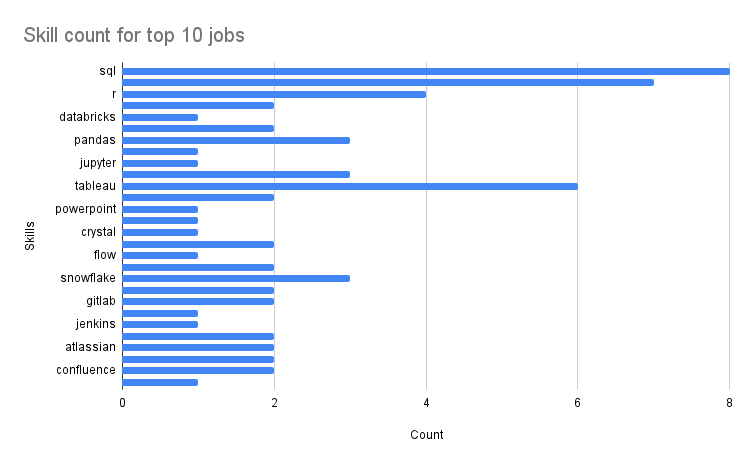 Skill count for top 10 jobs
sql
r
databricks
pandas
jupyter
tableau
powerpoint
crystal
flow
snowflake
gitlab
jenkins
atlassian
confluence
Skills
0 2 4 6 8
Count